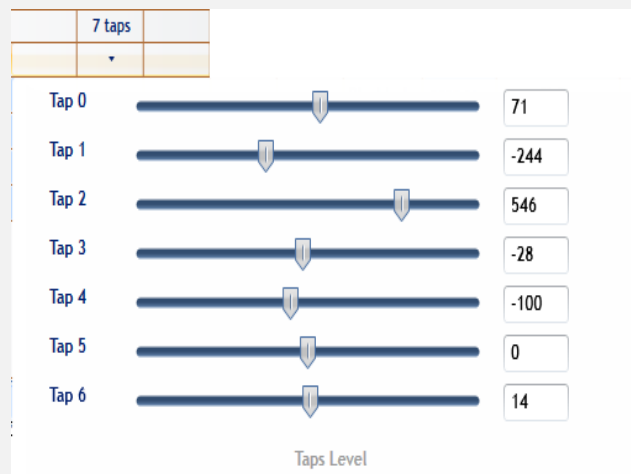 7 taps
Tap 0 71
Tap 1 -244
Tap 2 546
Tap 3 -28
Tap 4 -100
Tap 5 0
Tap 6 14
Taps Level